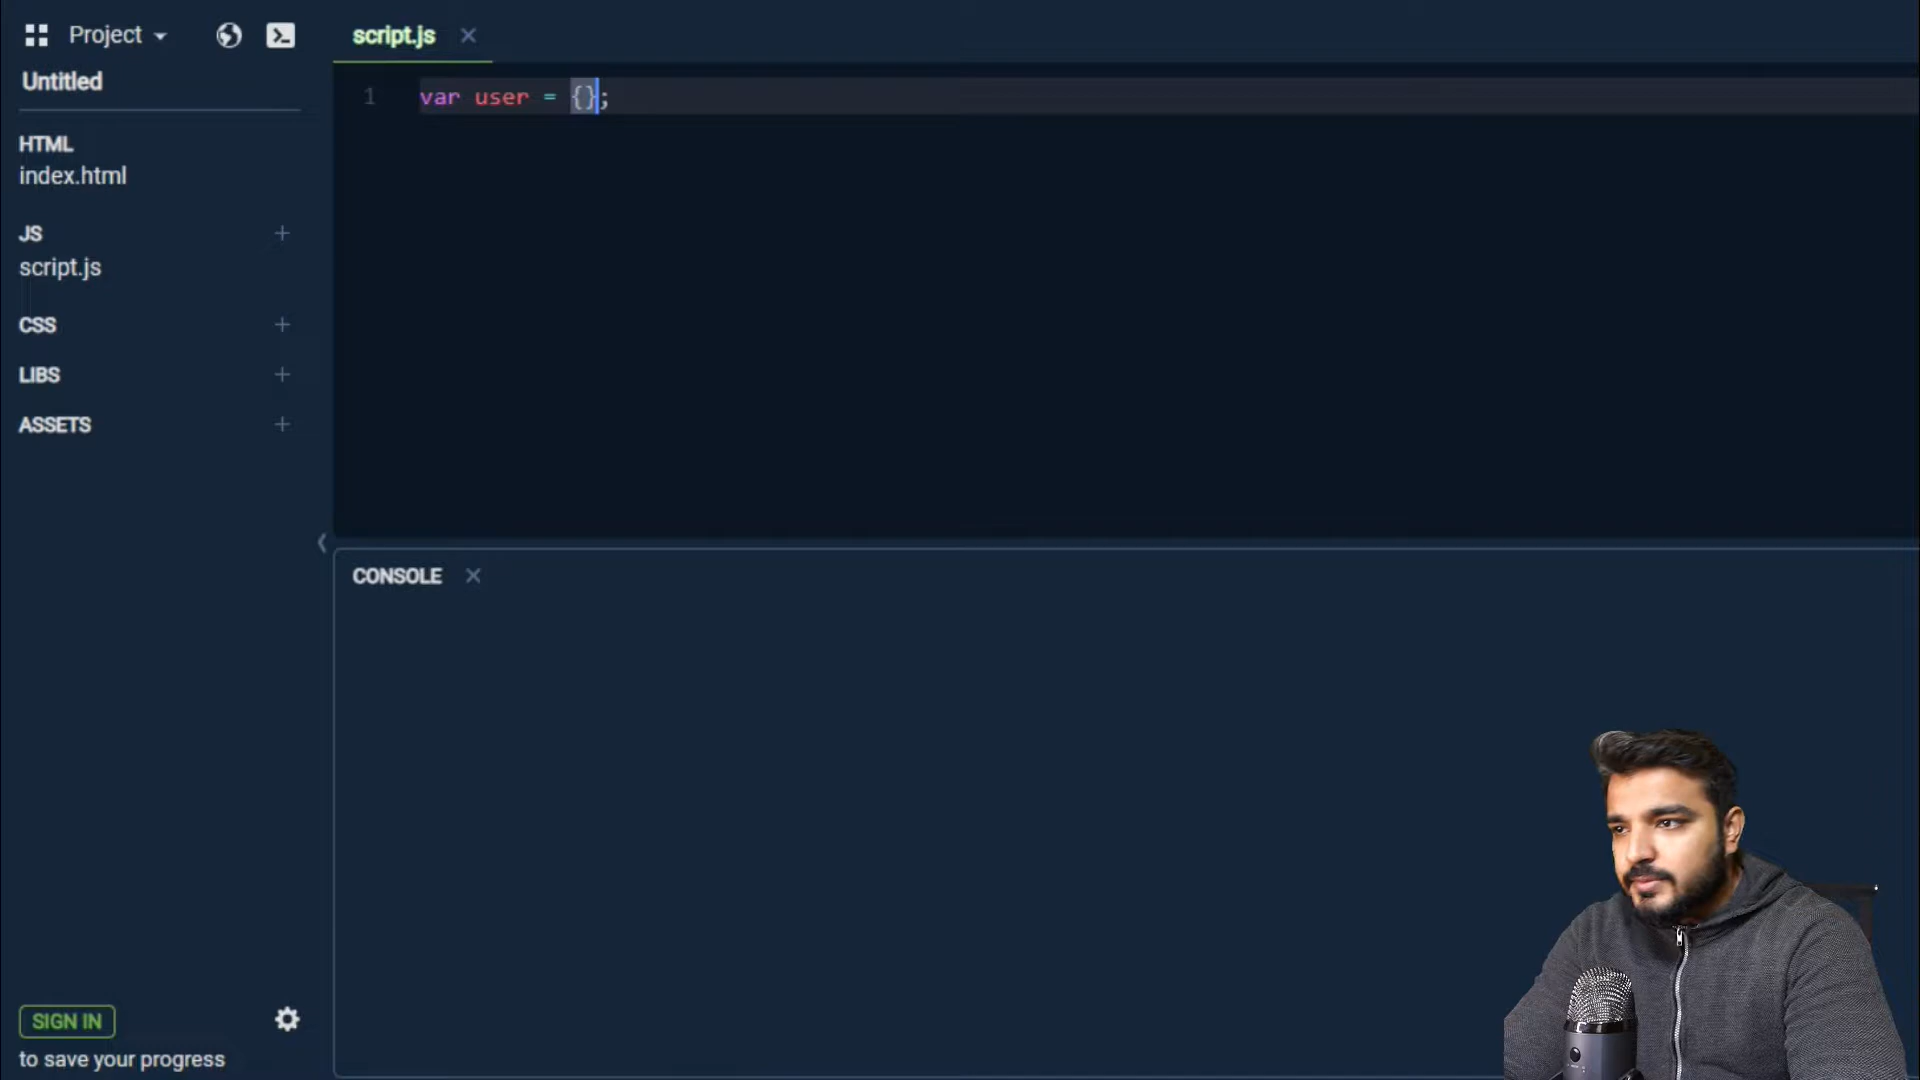 Project
script.js
Untitled
1 var user = {};
HTML
index.html
JS
script.js
CSS
LIBS
ASSETS
CONSOLE
SIGN IN
to save your progress